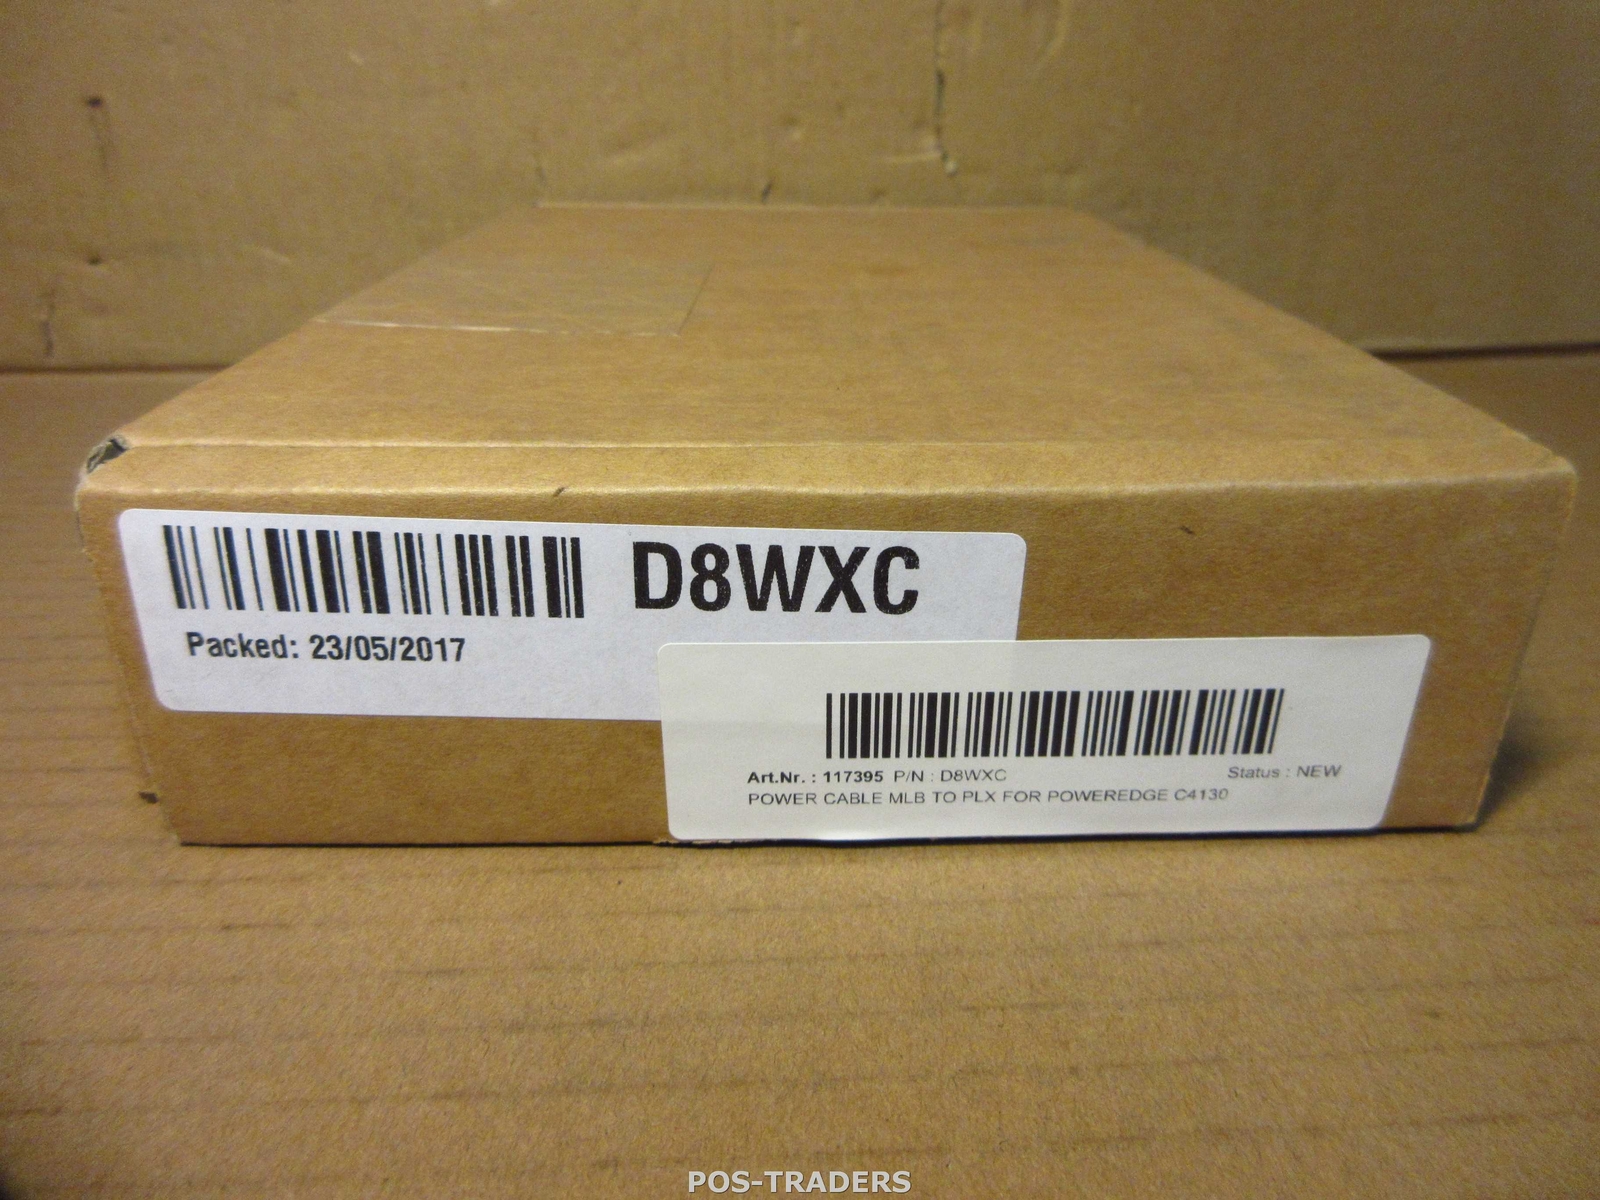 D8WXC
Packed: 23/05/2017
Art.Nr. : 117395 P/N : D8WXC Status : NEW
POWER CABLE MLB TO PLX FOR POWEREDGE C4130
POS-TRADERS